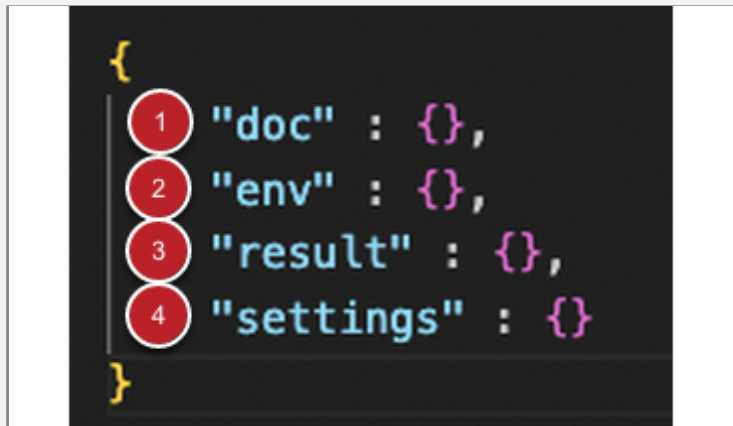 {
1 "doc" : {},
2 "env" : {},
3 "result" : {},
4 "settings" : {}
}